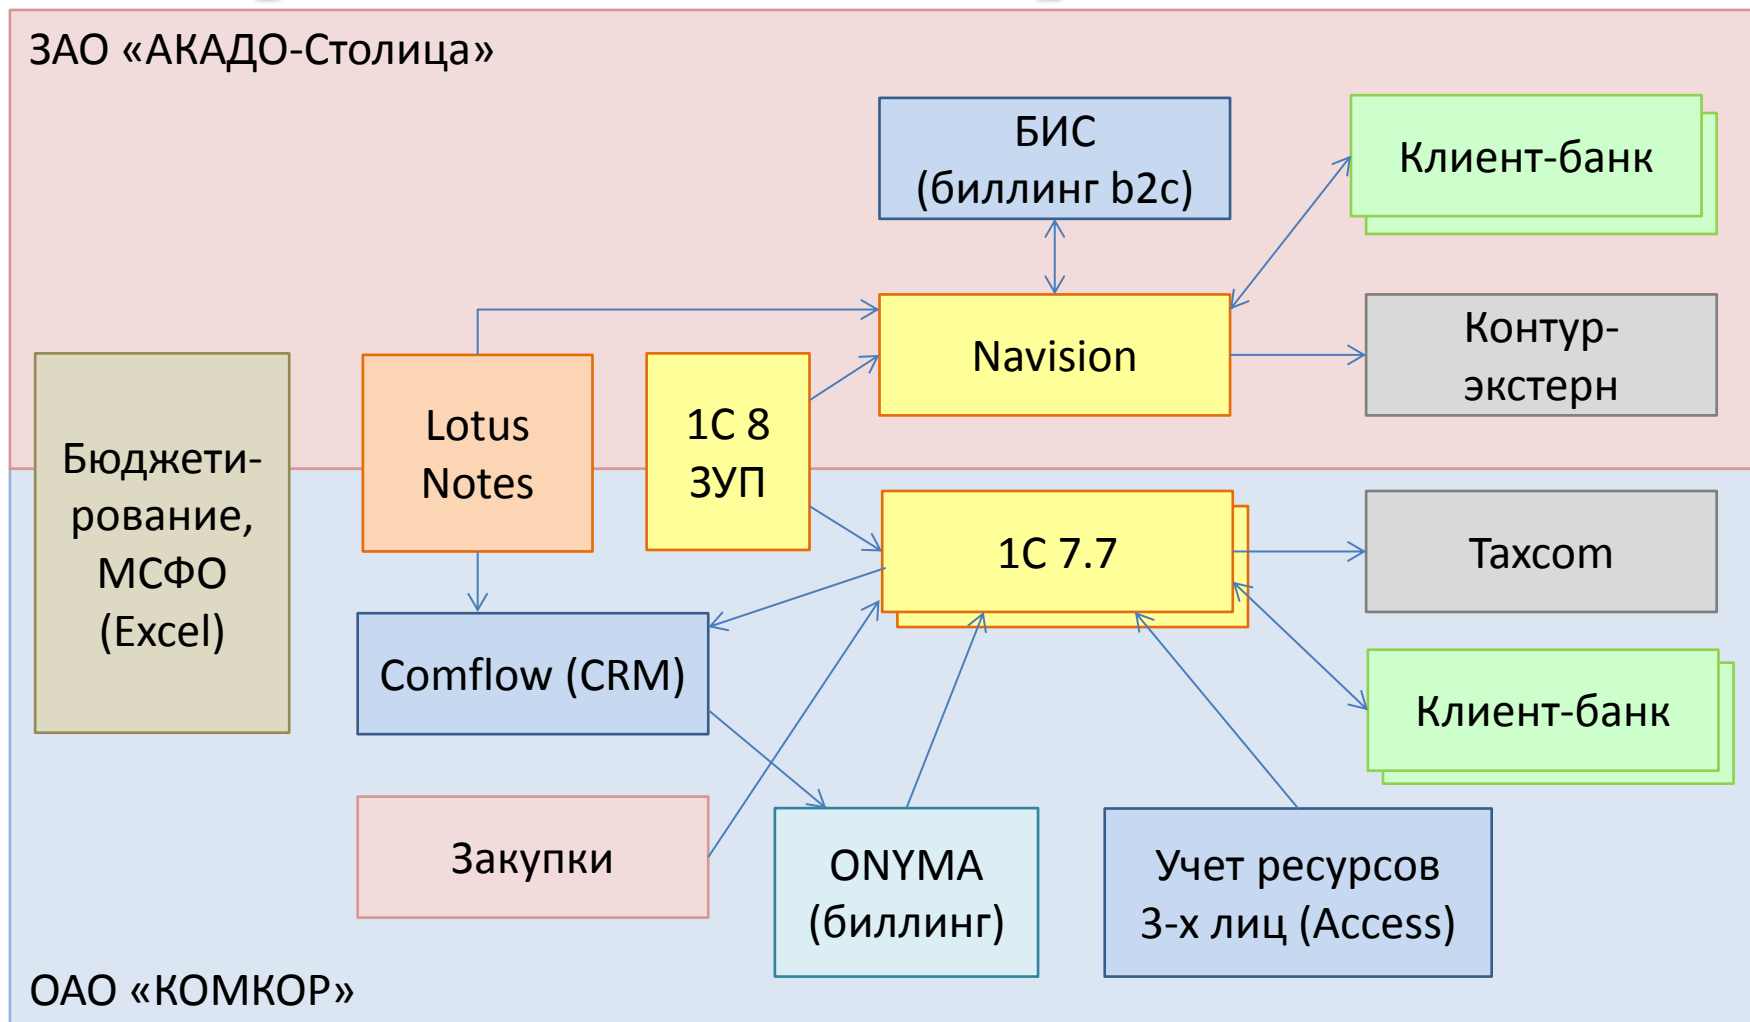 ЗАО «АКАДО-Столица»
БИС
(биллинг b2c)
Клиент-банк
Navision
Контур-
экстерн
Бюджети-
рование,
МСФО
(Excel)
Lotus
Notes
1С 8
ЗУП
1С 7.7
Taxcom
Comflow (CRM)
Клиент-банк
Закупки
ONYMA
(биллинг)
Учет ресурсов
3-х лиц (Access)
ОАО «КОМКОР»